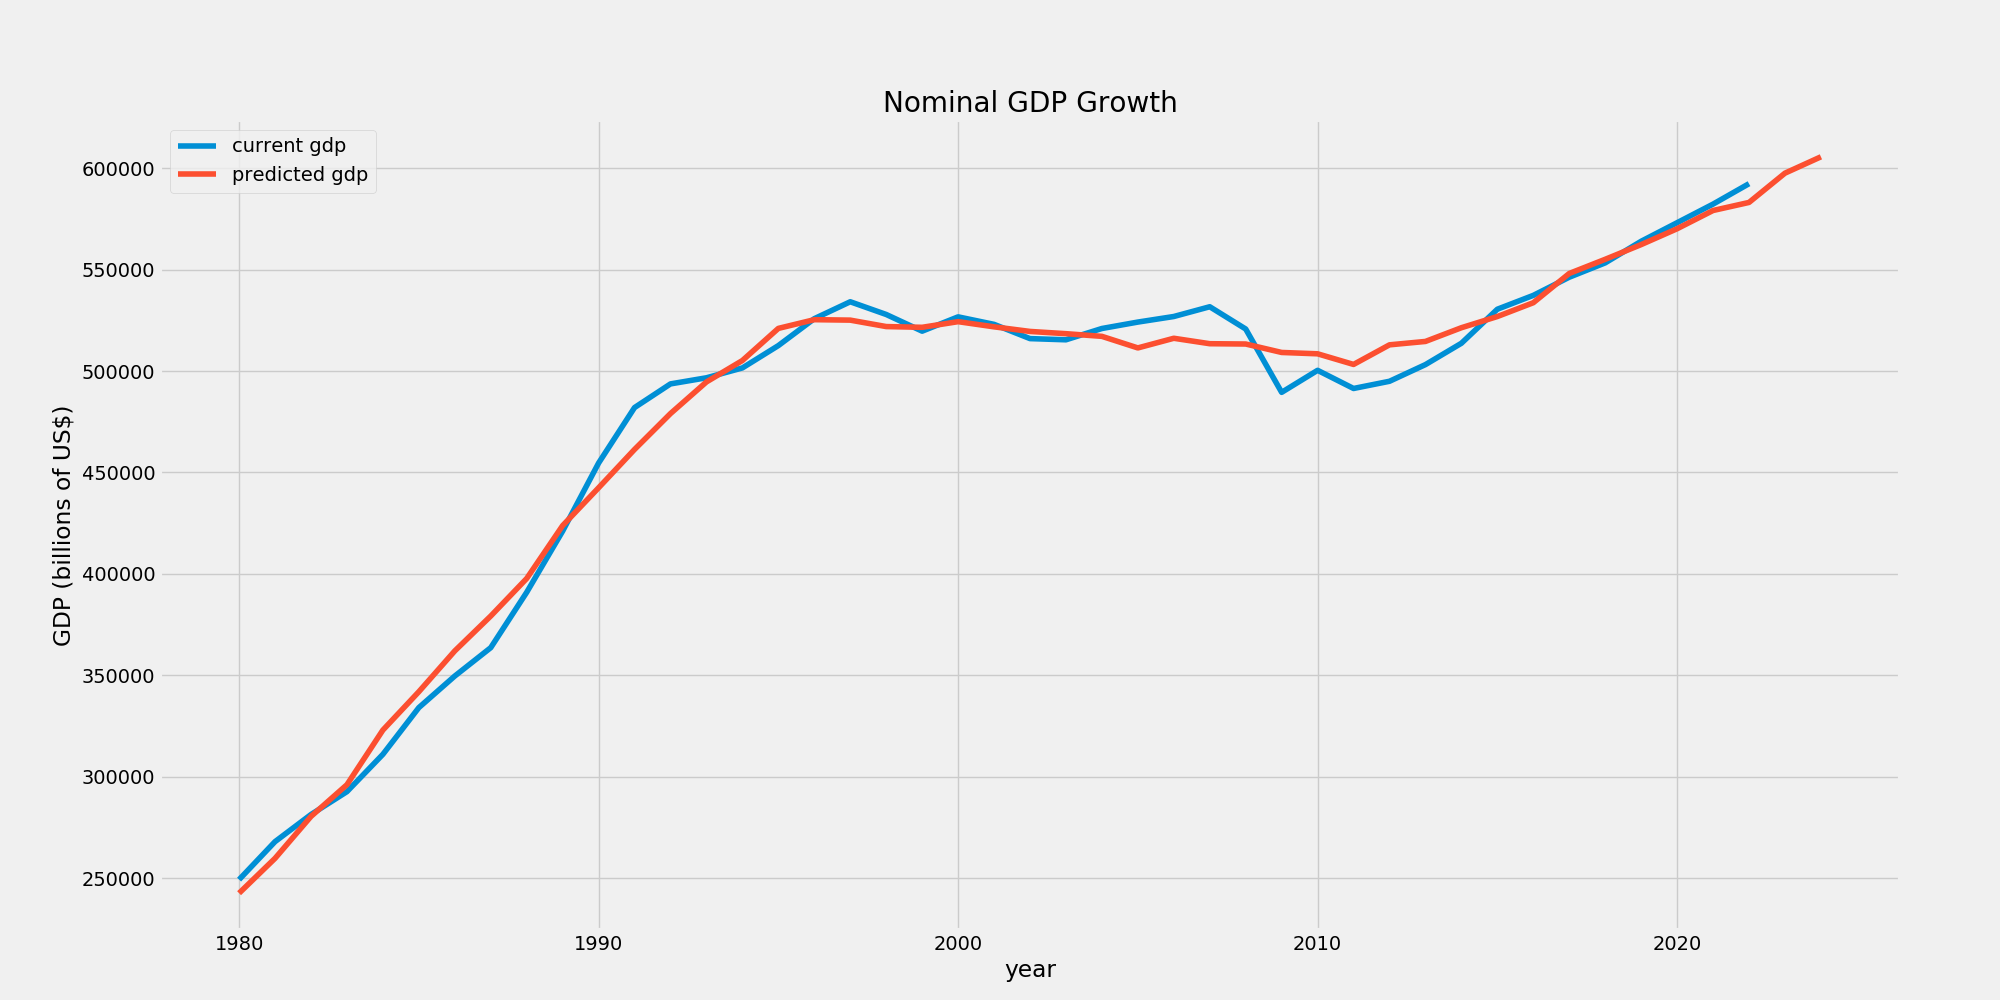 Nominal GDP Growth
current gdp
predicted gdp
600000
550000
500000
450000
400000
350000
300000
250000
GDP (billions of US$)
1980 1990 2000 2010 2020
year